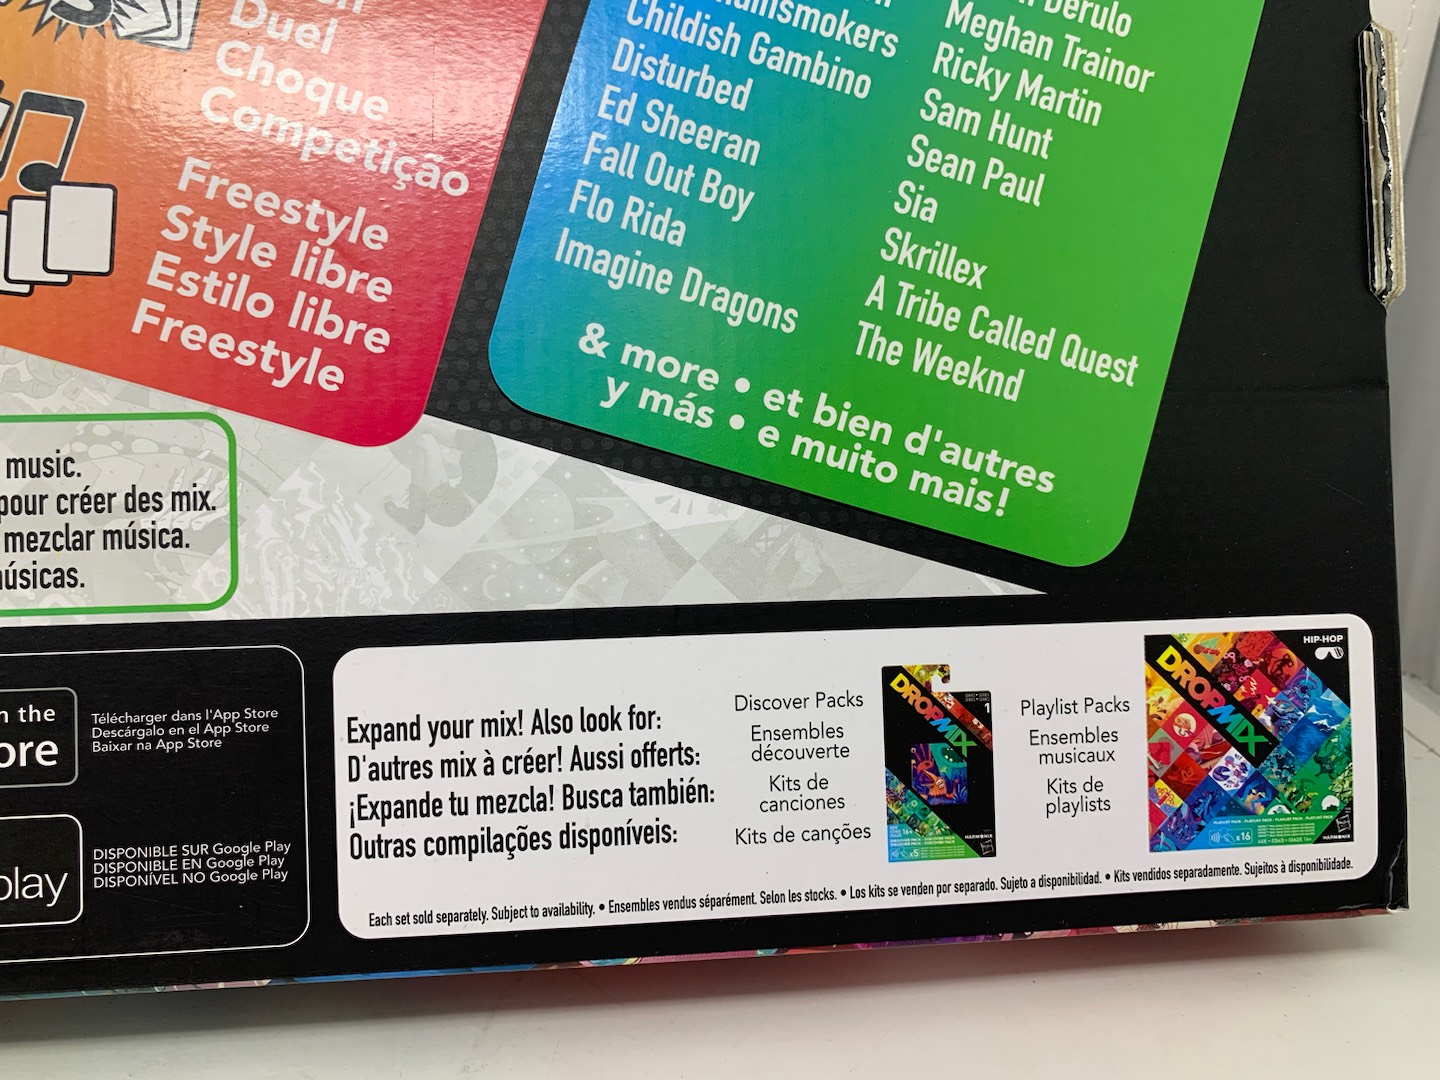 Duel
Choque
Competição
Freestyle
Style libre
Estilo libre
Freestyle
Childish Gambino
Disturbed
Ed Sheeran
Fall Out Boy
Flo Rida
Imagine Dragons
Derulo
Meghan Trainor
Ricky Martin
Sam Hunt
Sean Paul
Sia
Skrillex
A Tribe Called Quest
The Weeknd
& more • et bien d'autres
y más • e muito mais!
music.
pour créer des mix.
mezclar música.
the
Télécharger dans l'App Store
Descárgalo en el App Store
Baixar na App Store
DISPONIBLE SUR Google Play
DISPONIBLE EN Google Play
DISPONÍVEL NO Google Play
Expand your mix! Also look for:
D'autres mix à créer! Aussi offerts:
¡Expande tu mezcla! Busca también:
Outras compilações disponíveis:
Discover Packs
Ensembles
découverte
Kits de
canciones
Kits de canções
DROPMIX
1
16+
x5
HARMONIX
Playlist Packs
Ensembles
musicaux
Kits de
playlists
HIP-HOP
DROPMIX
x16
HARMONIX
Each set sold separately. Subject to availability. • Ensembles vendus séparément. Selon les stocks. • Los kits se venden por separado. Sujeto a disponibilidad. • Kits vendidos separadamente. Sujeitos à disponibilidade.